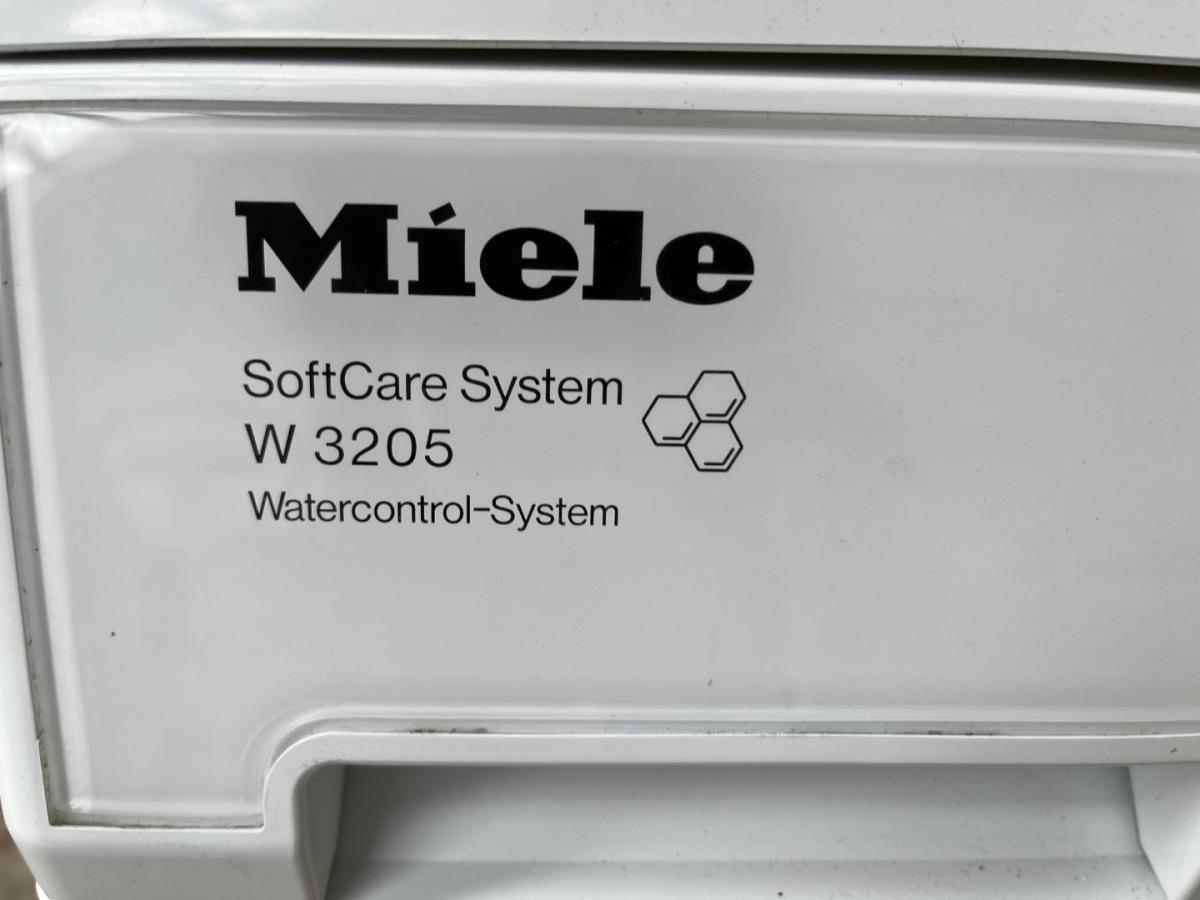 Miele
SoftCare System
W 3205
Watercontrol-System